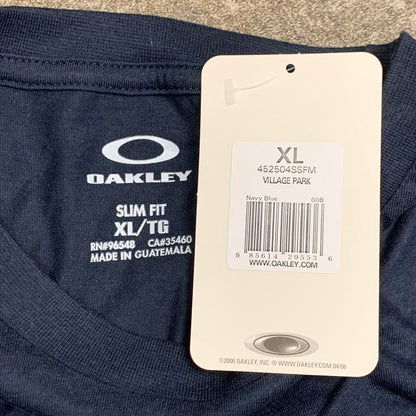 OAKLEY
SLIM FIT
XL/TG
RN#96548 CA#35460
MADE IN GUATEMALA
XL
452504SSFM
VILLAGE PARK
Navy Blue 60B
8 85614 29553 6
WWW.OAKLEY.COM
©2006 OAKLEY, INC. ® WWW.OAKLEY.COM 04/06